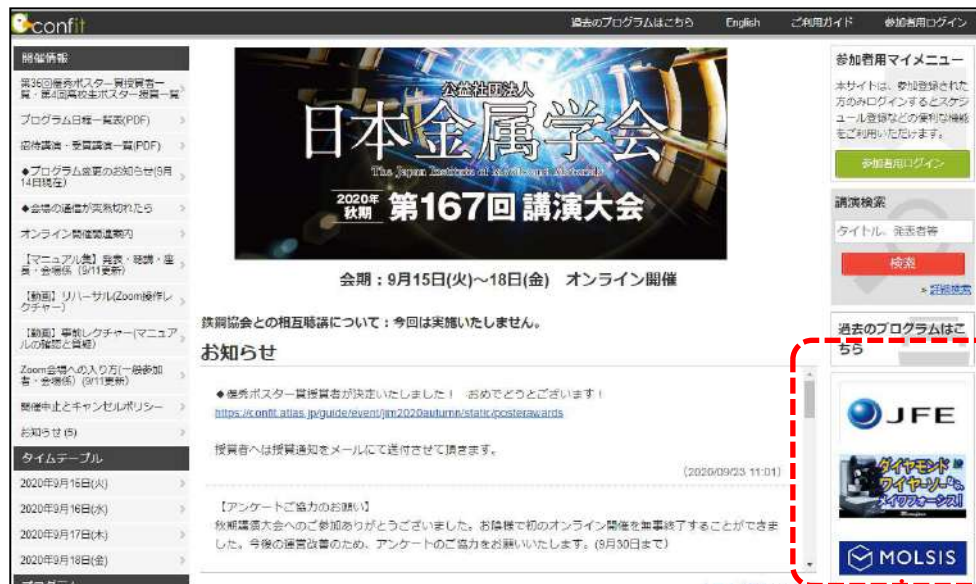 confit
過去のプログラムはこちら
English
ご利用ガイド
参加者用ログイン
開催情報
第36回優秀ポスター賞授賞者一
覧・第4回高校生ポスター授賞一覧
プログラム日程一覧表(PDF)
招待講演・受賞講演一覧(PDF)
◆プログラム変更のお知らせ(9月
14日現在)
◆会場の通信が突然切れたら
オンライン開催関連案内
【マニュアル集】発表・聴講・座
長・会場係 (9/11更新)
【動画】リハーサル(Zoom操作レ
クチャー)
【動画】事前レクチャー(マニュア
ルの確認と質疑)
Zoom会場への入り方(一般参加
者・会場係) (9/11更新)
開催中止とキャンセルポリシー
お知らせ (5)
タイムテーブル
2020年9月15日(火)
2020年9月16日(水)
2020年9月17日(木)
2020年9月18日(金)
プログラム
公益社団法人
日本金属学会
The Japan Institute of Metals and Materials
2020年
秋期
第167回 講演大会
会期：9月15日(火)～18日(金) オンライン開催
鉄鋼協会との相互聴講について：今回は実施いたしません。
お知らせ
◆優秀ポスター賞授賞者が決定いたしました！ おめでとうございます！
https://confit.atlas.jp/guide/event/jim2020autumn/static/posterawards
授賞者へは授賞通知をメールにて送付させて頂きます。
(2020/09/23 11:01)
【アンケートご協力のお願い】
秋期講演大会へのご参加ありがとうございました。お陰様で初のオンライン開催を無事終了することができま
した。今後の運営改善のため、アンケートのご協力をお願いいたします。(9月30日まで)
参加者用マイメニュー
本サイトは、参加登録された
方のみログインするとスケジ
ュール登録などの便利な機能
をご利用いただけます。
参加者用ログイン
講演検索
タイトル、発表者等
検索
» 詳細検索
過去のプログラムはこ
ちら
JFE
ダイヤモンド
ワイヤーソーなら
メイワフォーシス!
MOLSIS